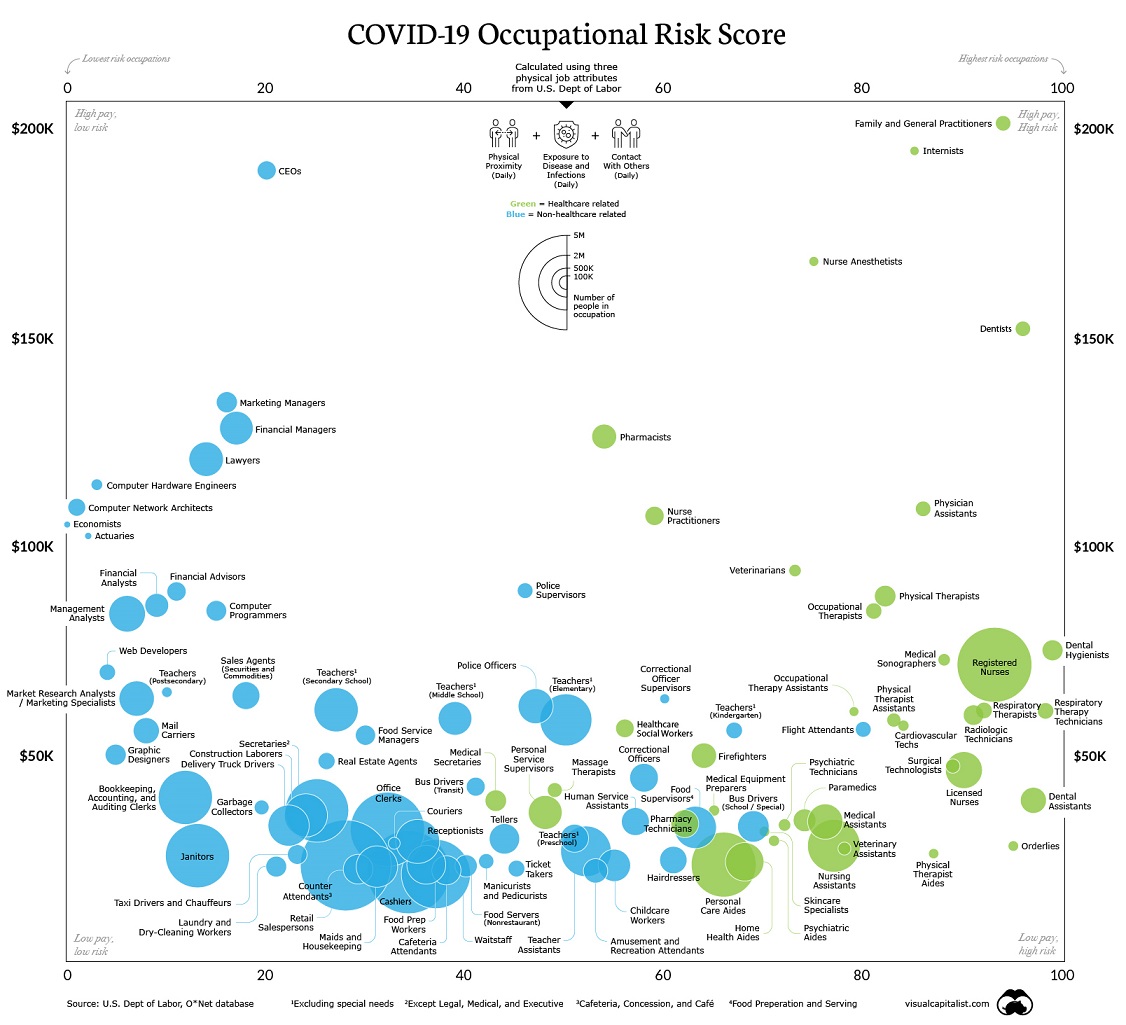 COVID-19 Occupational Risk Score
Lowest risk occupations
Highest risk occupations
Calculated using three
physical job attributes
from U.S. Dept of Labor
0
20
40
60
80
100
High pay,
low risk
High pay,
High risk
$200K
$200K
+
+
Physical
Proximity
(Daily)
Exposure to
Disease and
Infections
(Daily)
Contact
With Others
(Daily)
Green = Healthcare related
Blue = Non-healthcare related
5M
2M
500K
100K
Number of
people in
occupation
Family and General Practitioners
Internists
CEOs
Nurse Anesthetists
Dentists
$150K
$150K
Marketing Managers
Financial Managers
Lawyers
Pharmacists
Computer Hardware Engineers
Computer Network Architects
Economists
Actuaries
Nurse
Practitioners
Physician
Assistants
$100K
$100K
Financial
Analysts
Financial Advisors
Management
Analysts
Computer
Programmers
Police
Supervisors
Veterinarians
Physical Therapists
Occupational
Therapists
Web Developers
Teachers
(Postsecondary)
Sales Agents
(Securities and
Commodities)
Teachers¹
(Secondary School)
Teachers¹
(Middle School)
Police Officers
Teachers¹
(Elementary)
Correctional
Officer
Supervisors
Occupational
Therapy Assistants
Medical
Sonographers
Registered
Nurses
Dental
Hygienists
Market Research Analysts
/ Marketing Specialists
Mail
Carriers
Graphic
Designers
Food Service
Managers
Real Estate Agents
Healthcare
Social Workers
Teachers¹
(Kindergarten)
Flight Attendants
Physical
Therapist
Assistants
Cardiovascular
Techs
Respiratory
Therapists
Radiologic
Technicians
Respiratory
Therapy
Technicians
$50K
$50K
Secretaries²
Construction Laborers
Delivery Truck Drivers
Medical
Secretaries
Personal
Service
Supervisors
Massage
Therapists
Correctional
Officers
Firefighters
Psychiatric
Technicians
Surgical
Technologists
Licensed
Nurses
Bookkeeping,
Accounting, and
Auditing Clerks
Garbage
Collectors
Office
Clerks
Bus Drivers
(Transit)
Couriers
Receptionists
Tellers
Human Service
Assistants
Food
Supervisors⁴
Medical Equipment
Preparers
Bus Drivers
(School / Special)
Paramedics
Medical
Assistants
Dental
Assistants
Janitors
Teachers¹
(Preschool)
Pharmacy
Technicians
Veterinary
Assistants
Orderlies
Taxi Drivers and Chauffeurs
Counter
Attendants³
Cashiers
Manicurists
and Pedicurists
Ticket
Takers
Hairdressers
Nursing
Assistants
Physical
Therapist
Aides
Laundry and
Dry-Cleaning Workers
Retail
Salespersons
Maids and
Housekeeping
Food Prep
Workers
Cafeteria
Attendants
Food Servers
(Nonrestaurant)
Waitstaff
Teacher
Assistants
Childcare
Workers
Amusement and
Recreation Attendants
Personal
Care Aides
Home
Health Aides
Skincare
Specialists
Psychiatric
Aides
Low pay,
low risk
Low pay,
high risk
0
20
40
60
80
100
Source: U.S. Dept of Labor, O*Net database
¹Excluding special needs
²Except Legal, Medical, and Executive
³Cafeteria, Concession, and Café
⁴Food Preperation and Serving
visualcapitalist.com